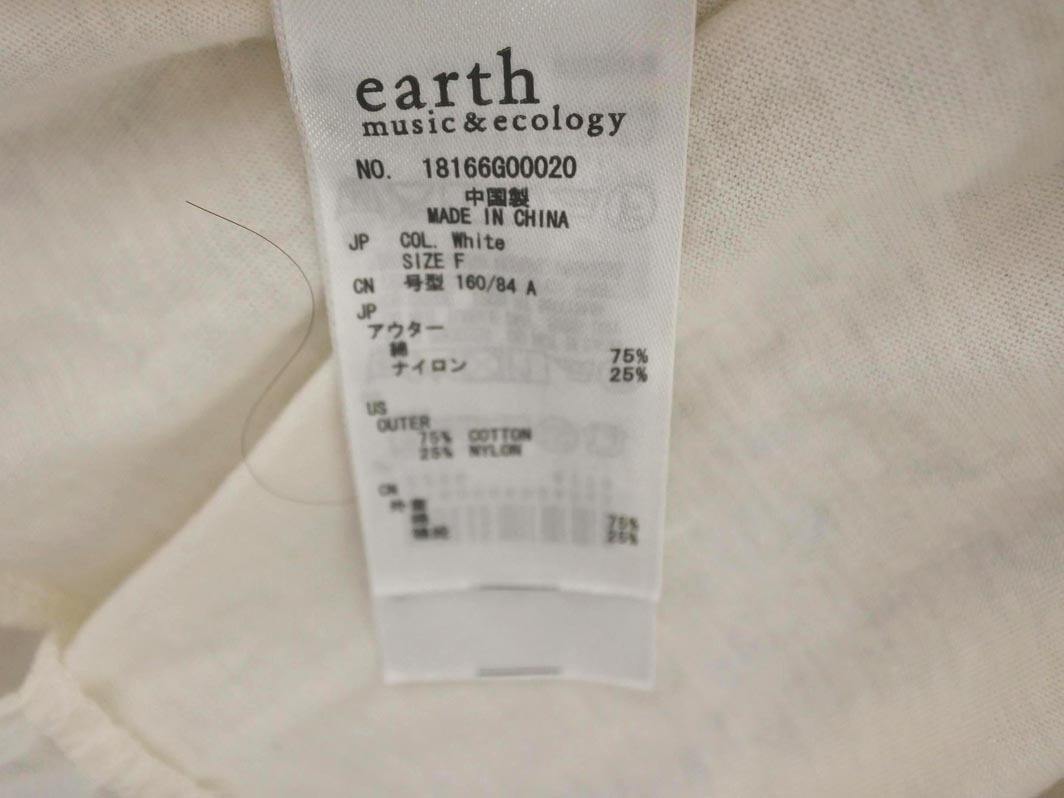 earth
music&ecology
NO. 18166G00020
中国製
MADE IN CHINA
JP COL. White
SIZE F
CN 号型 160/84 A
JP
アウター
綿 75%
ナイロン 25%
US
OUTER
75% COTTON
25% NYLON
CN
75%
25%